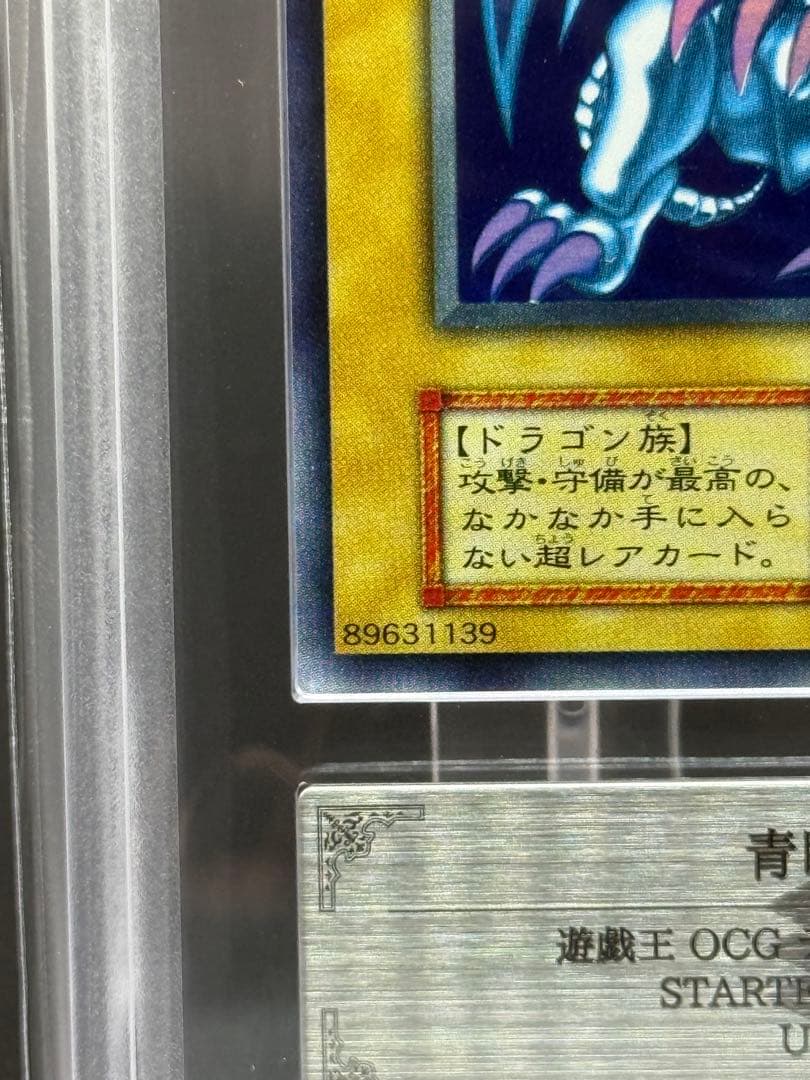 【ドラゴン族】
攻撃・守備が最高の、
なかなか手に入ら
ない超レアカード。
89631139
青
遊戯王 OCG
STARTE
U